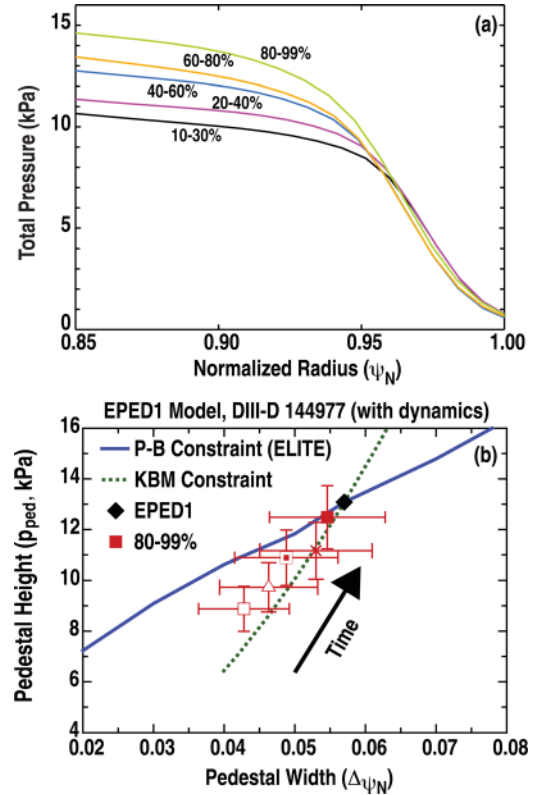 (a)
Total Pressure (kPa)
15
10
5
0
80-99%
60-80%
40-60%
20-40%
10-30%
0.85 0.90 0.95 1.00
Normalized Radius (ψN)
EPED1 Model, DIII-D 144977 (with dynamics)
(b)
Pedestal Height (pped, kPa)
16
14
12
10
8
6
4
P-B Constraint (ELITE)
KBM Constraint
EPED1
80-99%
Time
0.02 0.03 0.04 0.05 0.06 0.07 0.08
Pedestal Width (ΔψN)